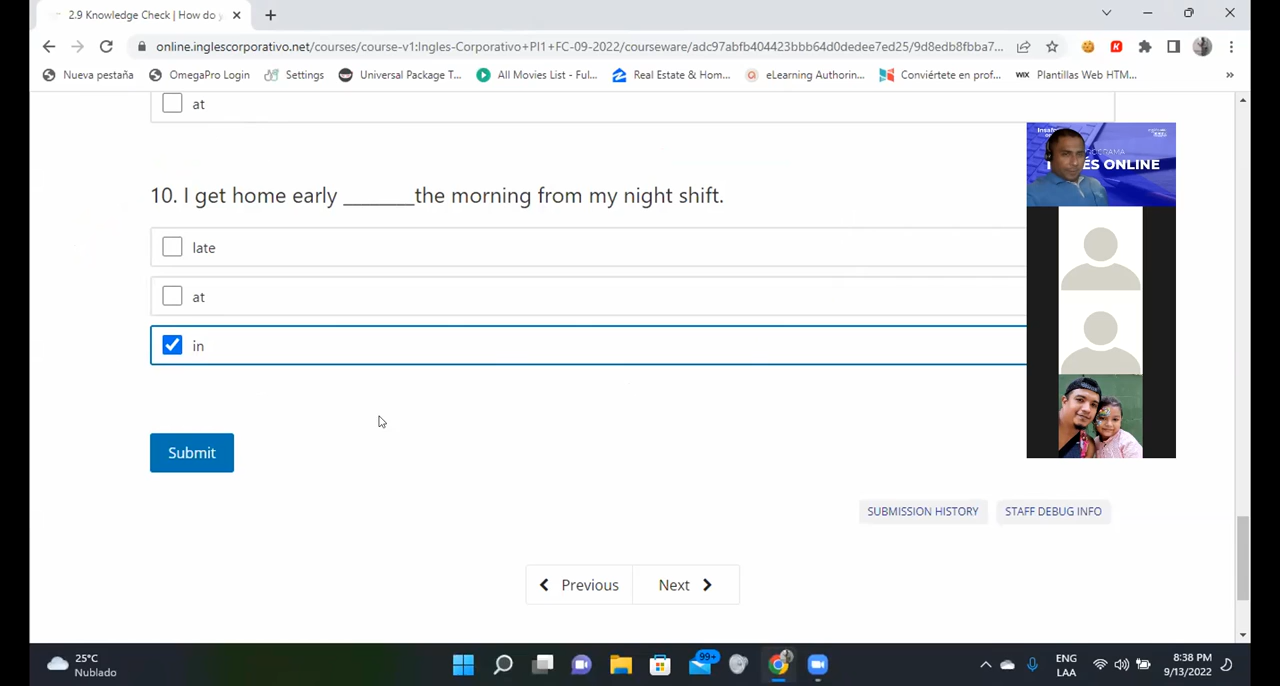 2.9 Knowledge Check | How do y
online.inglescorporativo.net/courses/course-v1:Ingles-Corporativo+PI1+FC-09-2022/courseware/adc97abfb404423bbb64d0dedee7ed25/9d8edb8fbba7...
Nueva pestaña
OmegaPro Login
Settings
Universal Package T...
All Movies List - Ful...
Real Estate & Hom...
eLearning Authorin...
Conviértete en prof...
WIX Plantillas Web HTM...
»
at
10. I get home early _______the morning from my night shift.
late
at
in
ÉS ONLINE
Submit
SUBMISSION HISTORY
STAFF DEBUG INFO
Previous
Next
25°C
Nublado
99+
ENG
LAA
8:38 PM
9/13/2022